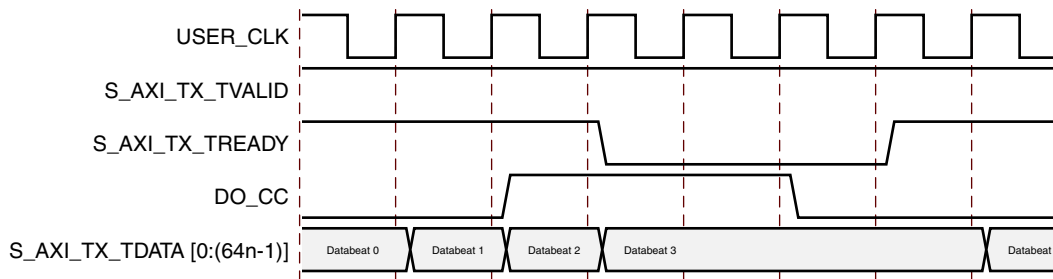 USER_CLK
S_AXI_TX_TVALID
S_AXI_TX_TREADY
DO_CC
S_AXI_TX_TDATA [0:(64n-1)] Databeat 0 Databeat 1 Databeat 2 Databeat 3 Databeat